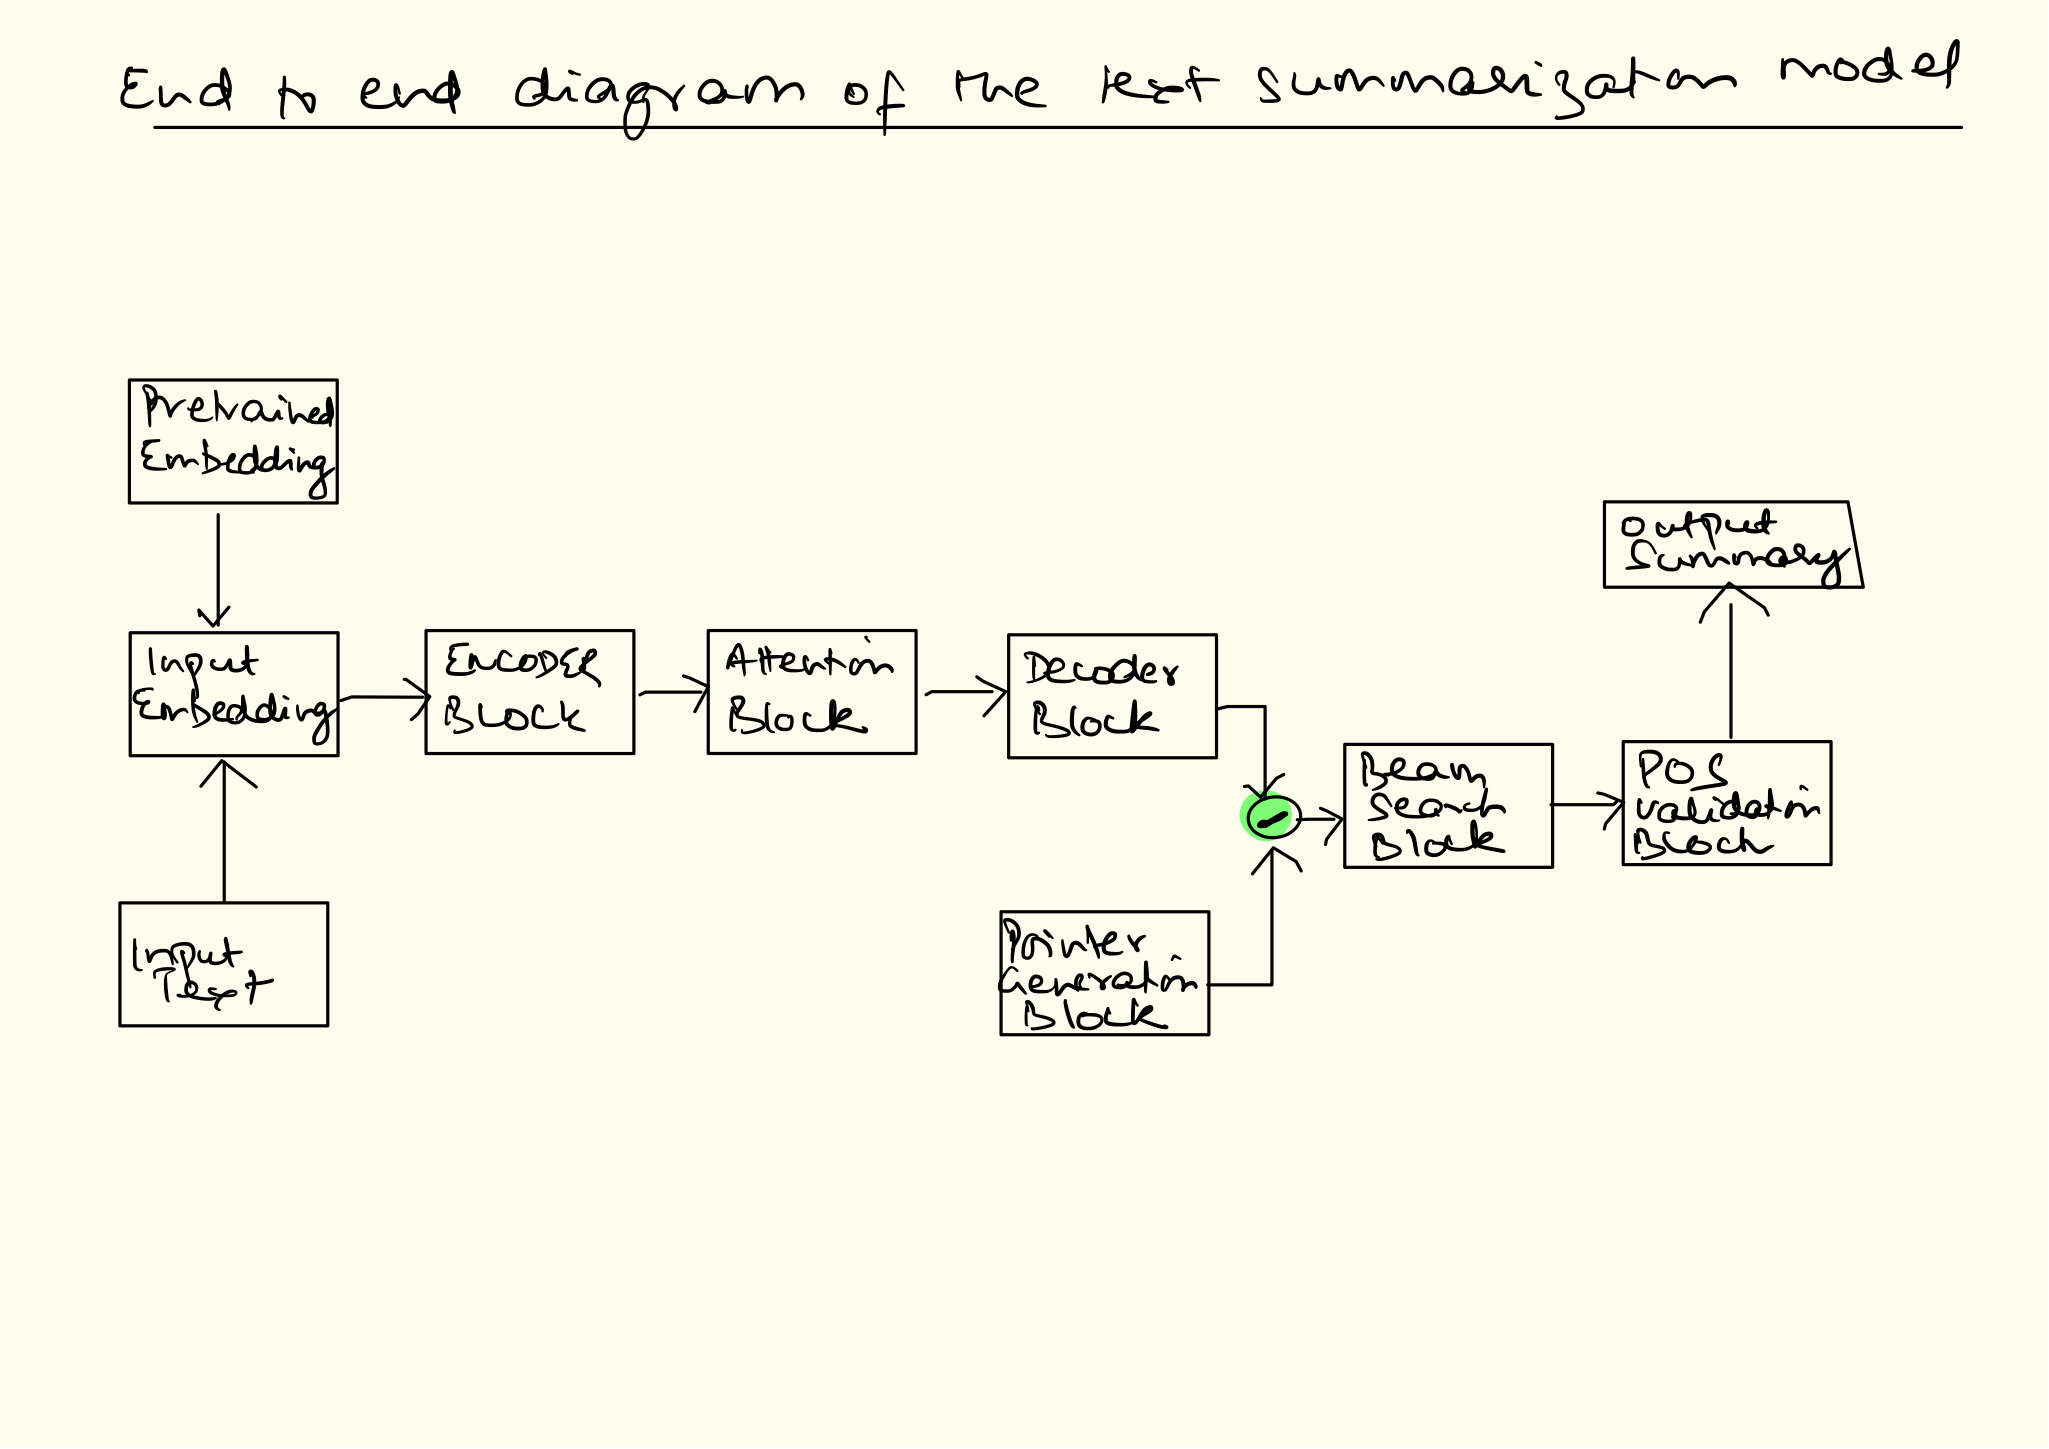 End to end diagram of the text summarization model
Pretrained
Embedding
Input
Embedding
Input
Text
ENCODER
BLOCK
Attention
Block
Decoder
Block
Pointer
Generation
Block
Beam
Search
Block
POS
validation
Block
Output
Summary